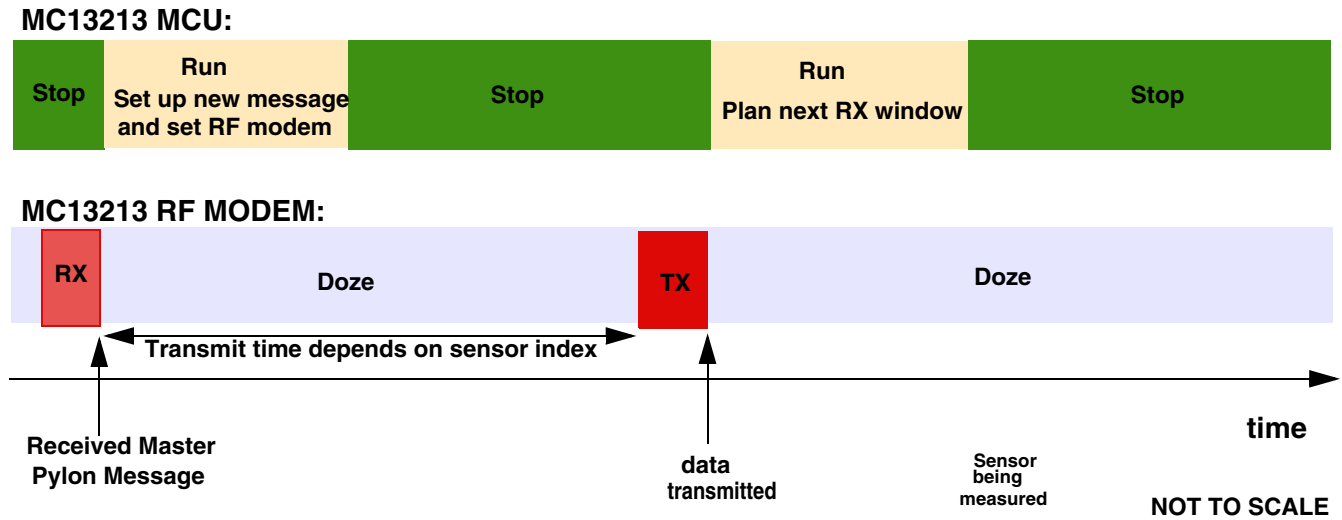 MC13213 MCU:
Stop
Run
Set up new message
and set RF modem
Stop
Run
Plan next RX window
Stop
MC13213 RF MODEM:
RX
Doze
TX
Doze
Transmit time depends on sensor index
time
Received Master
Pylon Message
data
transmitted
Sensor
being
measured
NOT TO SCALE